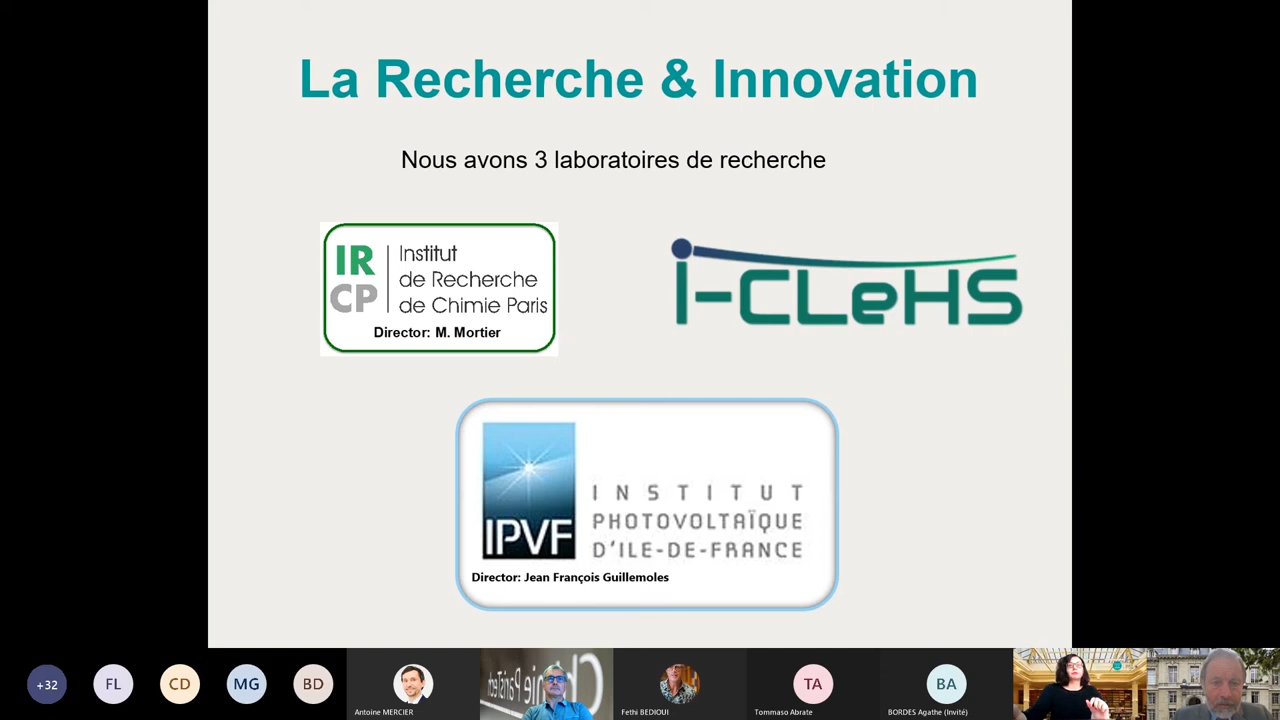 La Recherche & Innovation
Nous avons 3 laboratoires de recherche
IR
CP
Institut
de Recherche
de Chimie Paris
Director: M. Mortier
i-CLeHS
IPVF
INSTITUT
PHOTOVOLTAÏQUE
D'ILE-DE-FRANCE
Director: Jean François Guillemoles
+32
FL
CD
MG
BD
Antoine MERCIER
Chimie ParisTech
Fethi BEDIOUI
TA
Tommaso Abrate
BA
BORDES Agathe (Invité)